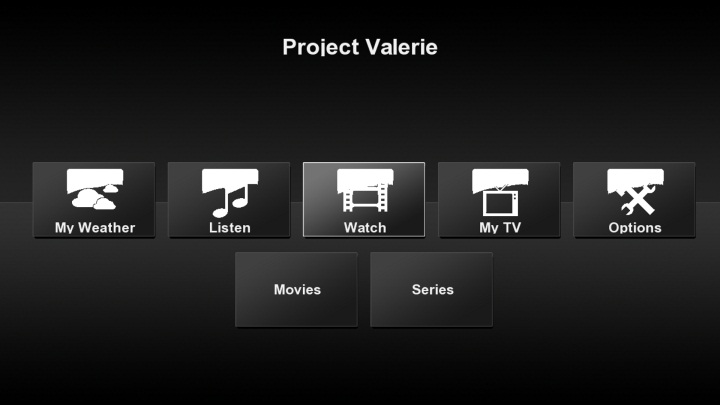 Project Valerie
My Weather
Listen
Watch
My TV
Options
Movies
Series